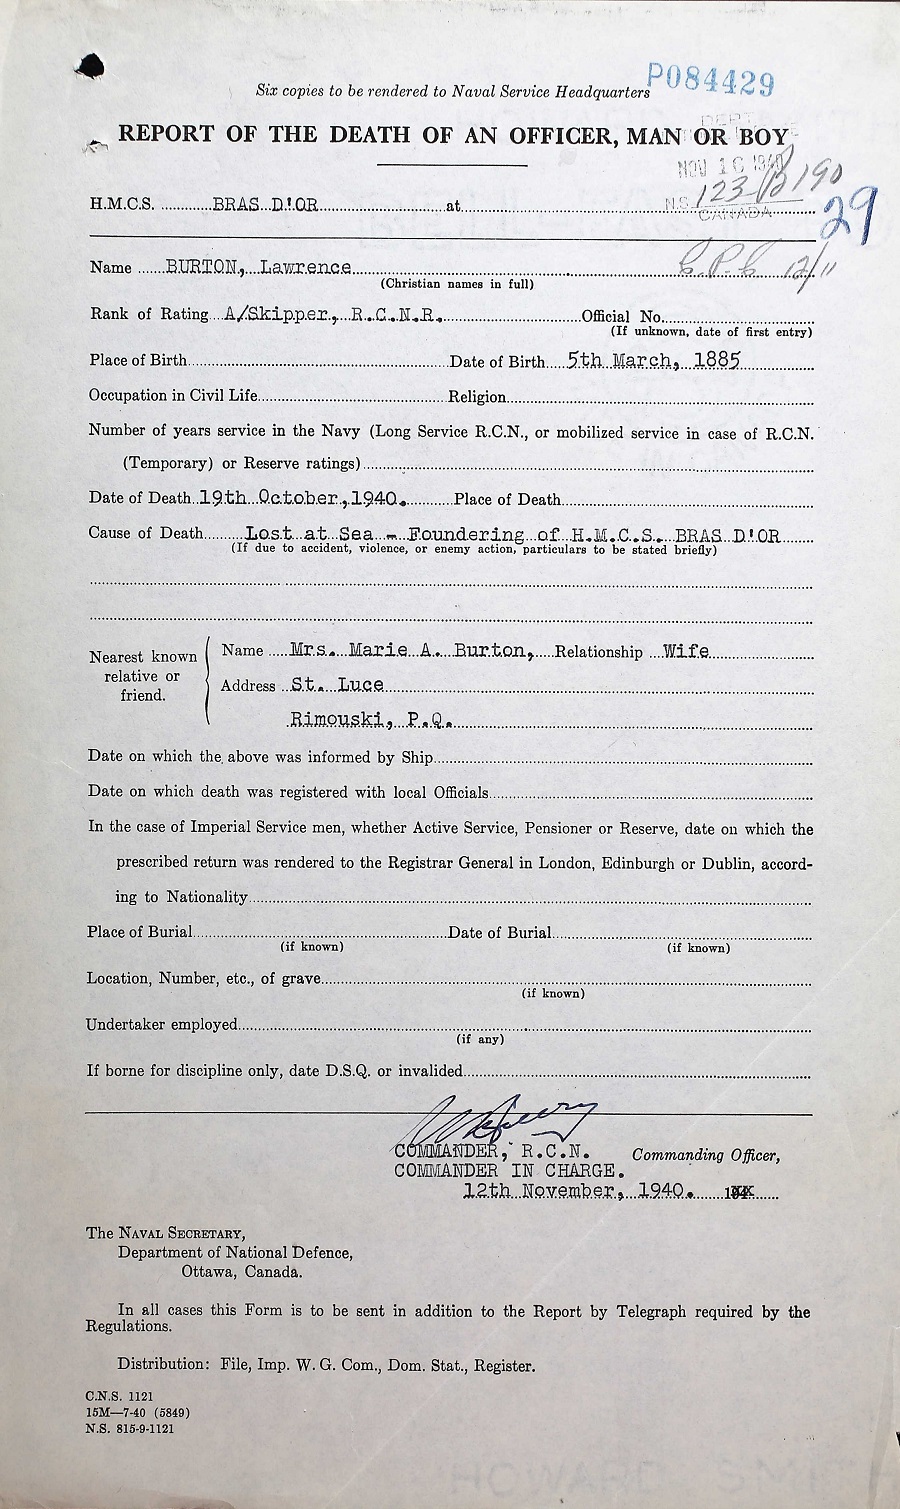 Six copies to be rendered to Naval Service Headquarters
P084429
REPORT OF THE DEATH OF AN OFFICER, MAN OR BOY
DEPT.
NOV 16 1940
N.S. 123-B190
CANADA
29
H.M.C.S. BRAS D'OR at
Name BURTON, Lawrence
12/11
(Christian names in full)
Rank of Rating A/Skipper, R.C.N.R. Official No.
(If unknown, date of first entry)
Place of Birth Date of Birth 5th March, 1885
Occupation in Civil Life Religion
Number of years service in the Navy (Long Service R.C.N., or mobilized service in case of R.C.N.
(Temporary) or Reserve ratings)
Date of Death 19th October, 1940. Place of Death
Cause of Death Lost at Sea - Foundering of H.M.C.S. BRAS D'OR
(If due to accident, violence, or enemy action, particulars to be stated briefly)
Nearest known relative or friend.
Name Mrs. Marie A. Burton, Relationship Wife
Address St. Luce
Rimouski, P.Q.
Date on which the above was informed by Ship
Date on which death was registered with local Officials
In the case of Imperial Service men, whether Active Service, Pensioner or Reserve, date on which the
prescribed return was rendered to the Registrar General in London, Edinburgh or Dublin, accord-
ing to Nationality
Place of Burial Date of Burial
(if known) (if known)
Location, Number, etc., of grave
(if known)
Undertaker employed
(if any)
If borne for discipline only, date D.S.Q. or invalided
COMMANDER, R.C.N. Commanding Officer,
COMMANDER IN CHARGE.
12th November, 1940.
The NAVAL SECRETARY,
Department of National Defence,
Ottawa, Canada.
In all cases this Form is to be sent in addition to the Report by Telegraph required by the
Regulations.
Distribution: File, Imp. W. G. Com., Dom. Stat., Register.
C.N.S. 1121
15M—7-40 (5849)
N.S. 815-9-1121